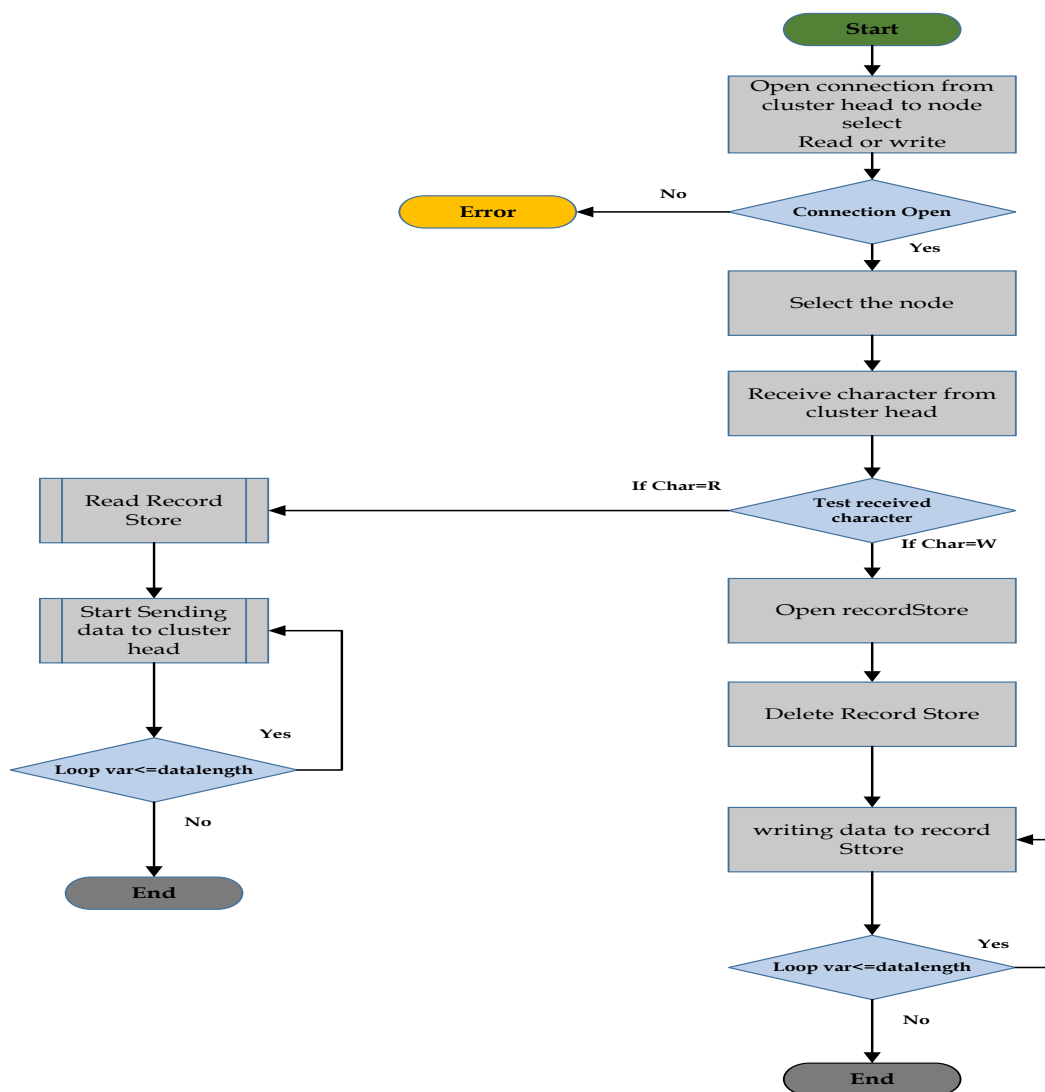 Start
Open connection from
cluster head to node
select
Read or write
No
Error
Connection Open
Yes
Select the node
Receive character from
cluster head
If Char=R
Read Record
Store
Test received
character
If Char=W
Start Sending
data to cluster
head
Open recordStore
Delete Record Store
Yes
Loop var<=datalength
No
writing data to record
Sttore
End
Yes
Loop var<=datalength
No
End